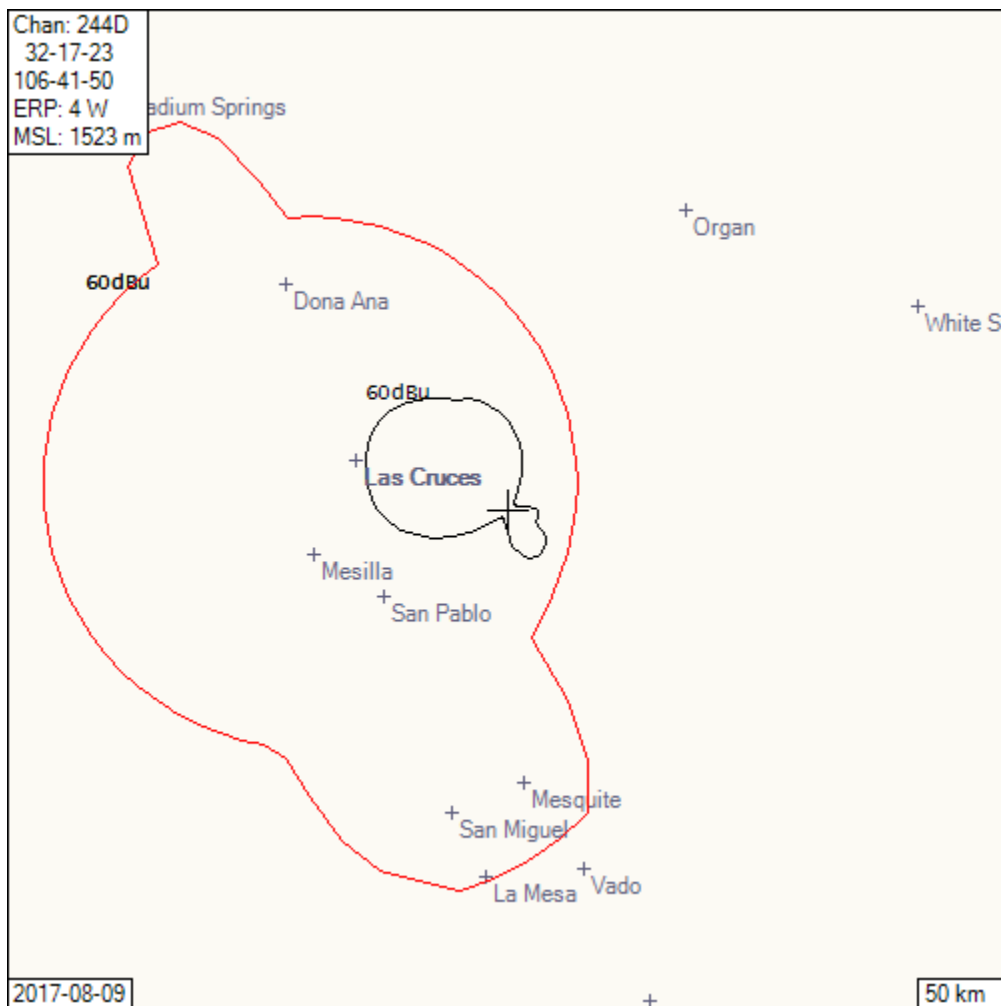 Chan: 244D
32-17-23
106-41-50
ERP: 4 W
MSL: 1523 m
adium Springs
Organ
60dBu
Dona Ana
White S
60dBu
Las Cruces
Mesilla
San Pablo
Mesquite
San Miguel
La Mesa
Vado
2017-08-09
50 km